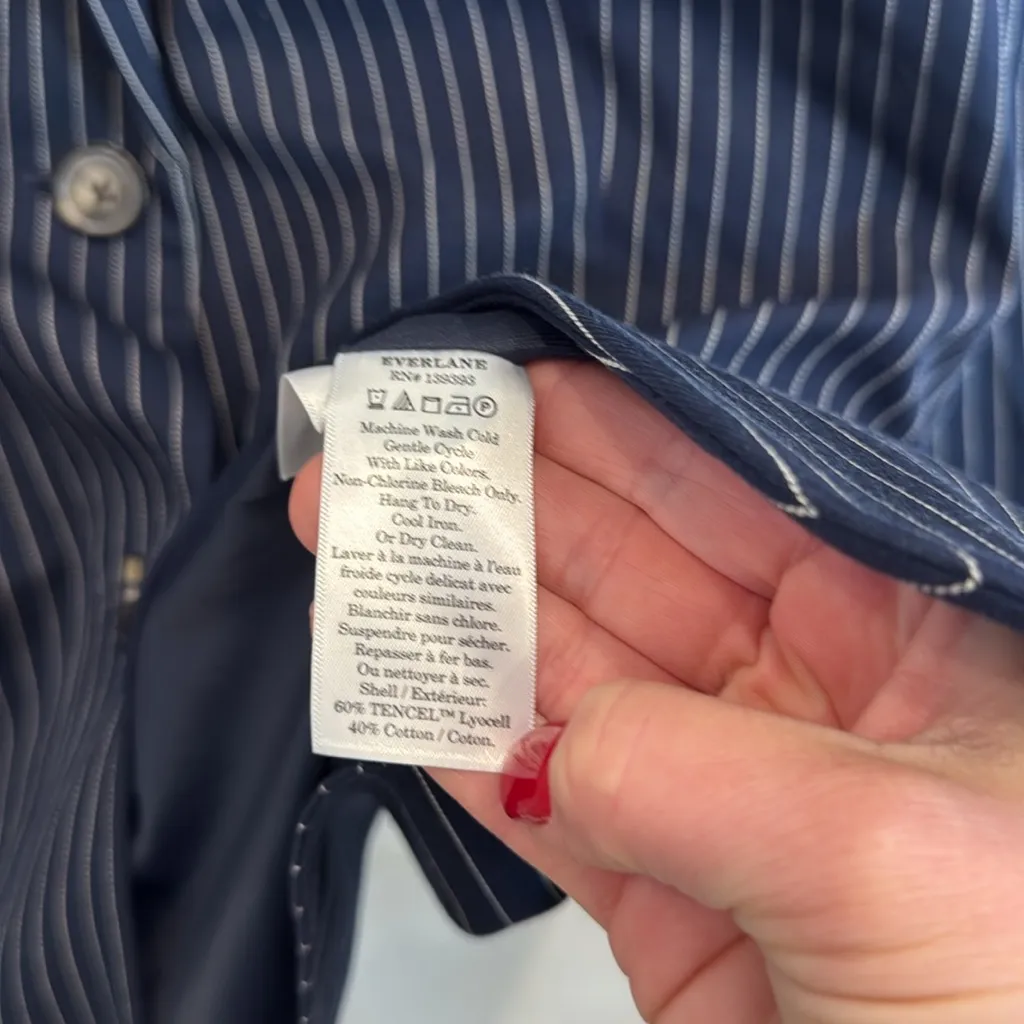 EVERLANE
RN# 139393
P
Machine Wash Cold
Gentle Cycle
With Like Colors.
Non-Chlorine Bleach Only.
Hang To Dry.
Cool Iron.
Or Dry Clean.
Laver à la machine à l'eau
froide cycle delicat avec
couleurs similaires.
Blanchir sans chlore.
Suspendre pour sécher.
Repasser à fer bas.
Ou nettoyer à sec.
Shell / Extérieur:
60% TENCEL™ Lyocell
40% Cotton / Coton.